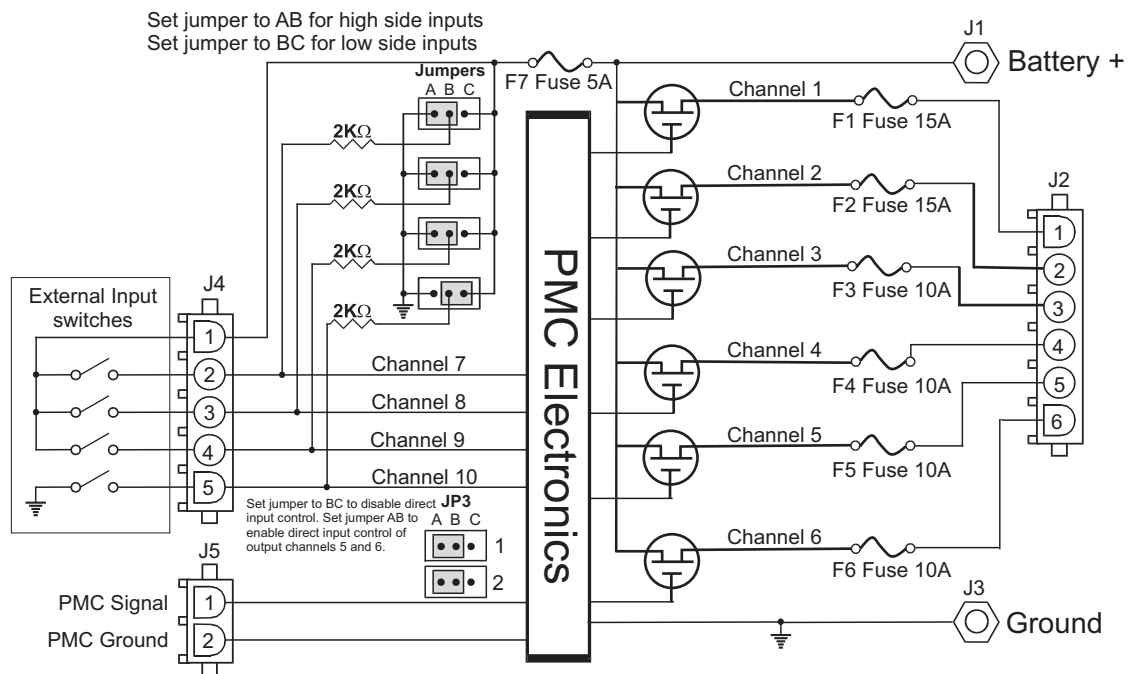 Set jumper to AB for high side inputs
Set jumper to BC for low side inputs
J1
Battery +
Jumpers
A B C
F7 Fuse 5A
Channel 1
F1 Fuse 15A
2KΩ
Channel 2
F2 Fuse 15A
J2
2KΩ
1
Channel 3
F3 Fuse 10A
2
2KΩ
3
External Input
switches
J4
2KΩ
PMC Electronics
1
Channel 4
F4 Fuse 10A
4
2
Channel 7
5
3
Channel 8
6
4
Channel 9
Channel 5
F5 Fuse 10A
5
Channel 10
Set jumper to BC to disable direct
input control. Set jumper AB to
enable direct input control of
output channels 5 and 6.
JP3
A B C
1
2
Channel 6
F6 Fuse 10A
J5
PMC Signal
1
PMC Ground
2
J3
Ground